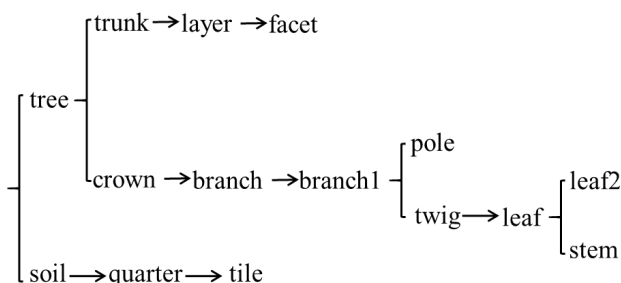 trunk layer facet
tree
pole
crown branch branch1
leaf2
twig leaf
stem
soil quarter tile